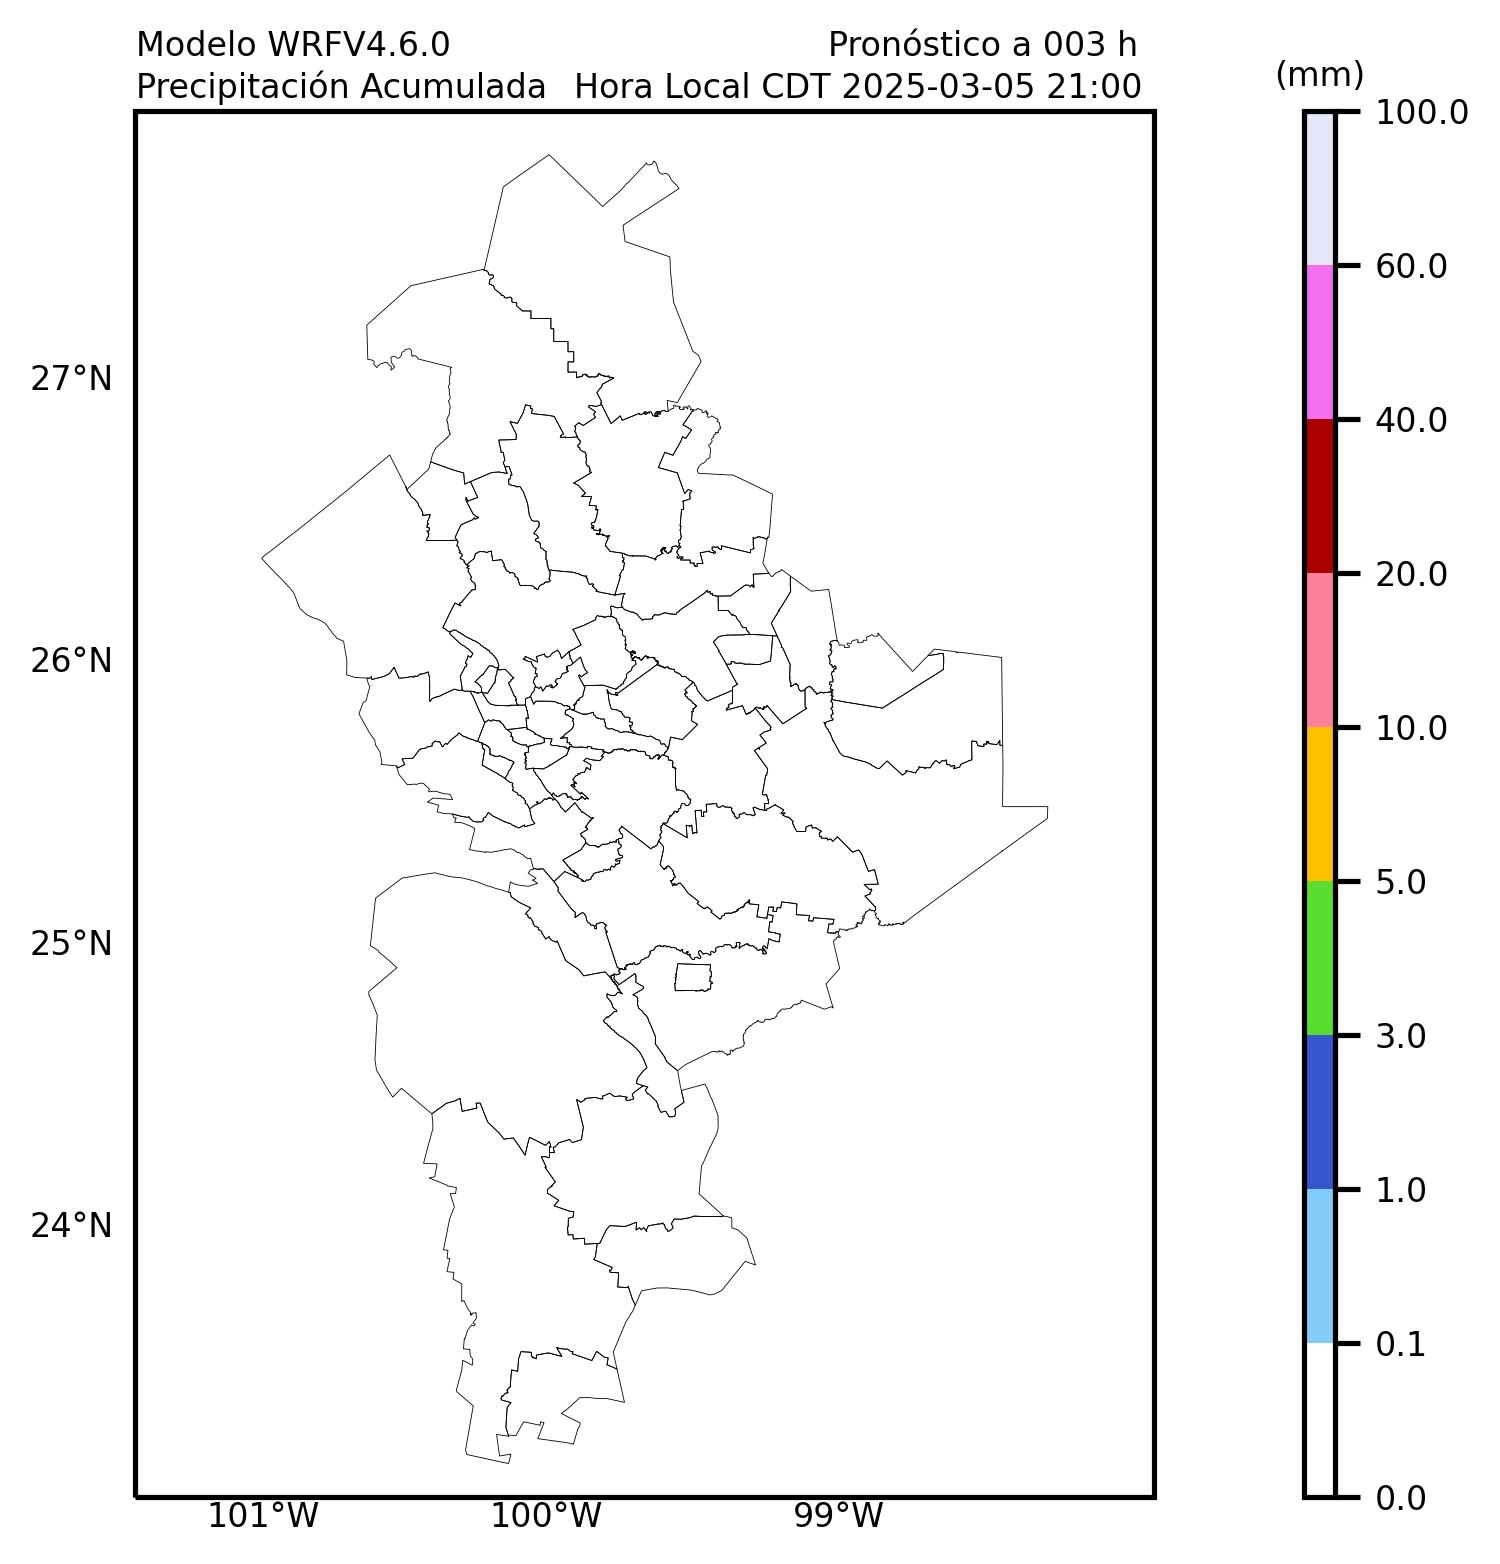 Modelo WRFV4.6.0
Pronóstico a 003 h
Precipitación Acumulada
Hora Local CDT 2025-03-05 21:00
(mm)
100.0
60.0
40.0
20.0
10.0
5.0
3.0
1.0
0.1
0.0
27°N
26°N
25°N
24°N
101°W
100°W
99°W